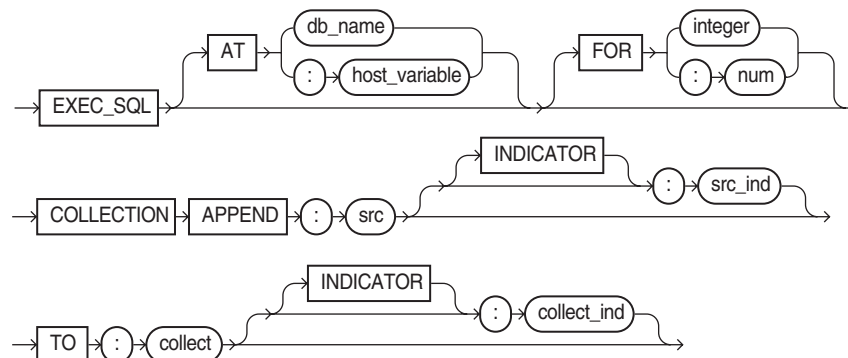 db_name integer
AT FOR
: host_variable : num
EXEC_SQL
INDICATOR
: src_ind
COLLECTION APPEND : src
INDICATOR
: collect_ind
TO : collect